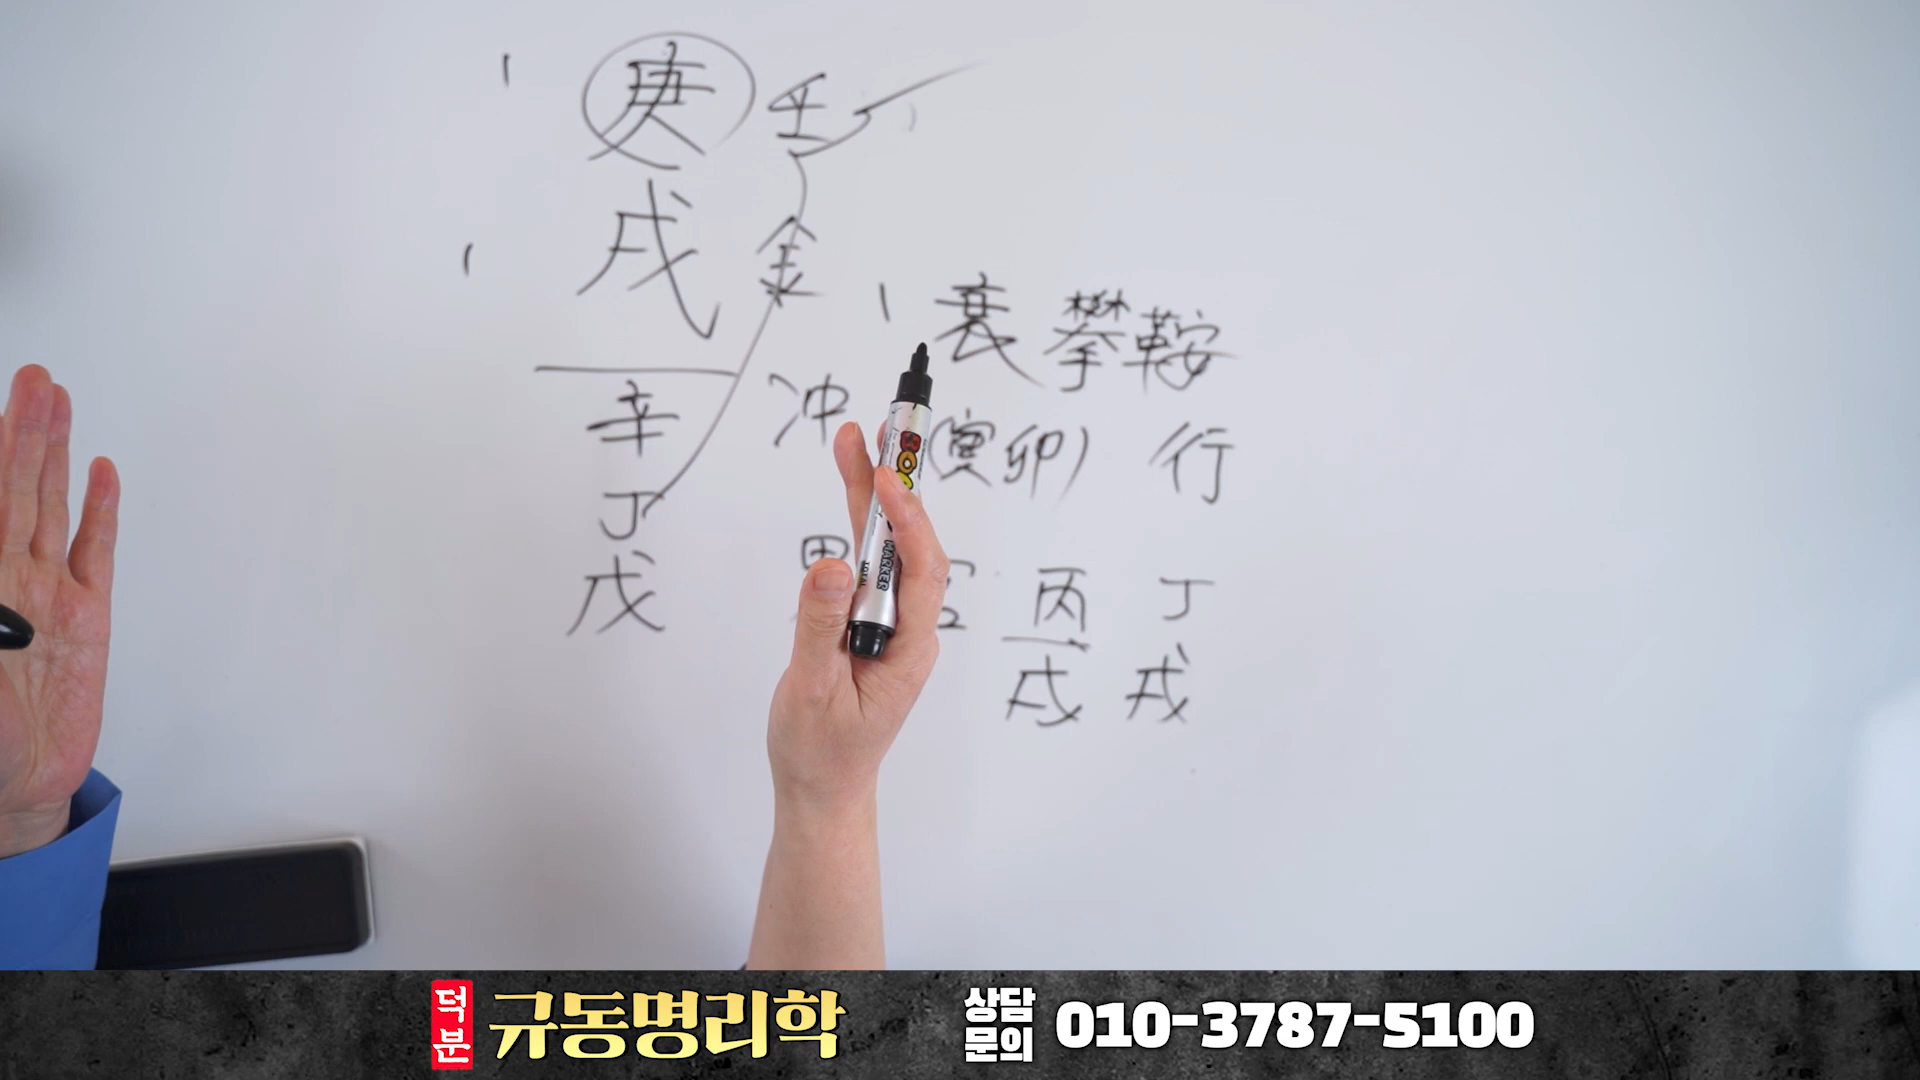 庚 壬
戌 金
衰 攀鞍
辛 冲 (寅卯) 行
丁
戊 丙 丁
戌 戌
덕분 규동명리학 상담문의 010-3787-5100